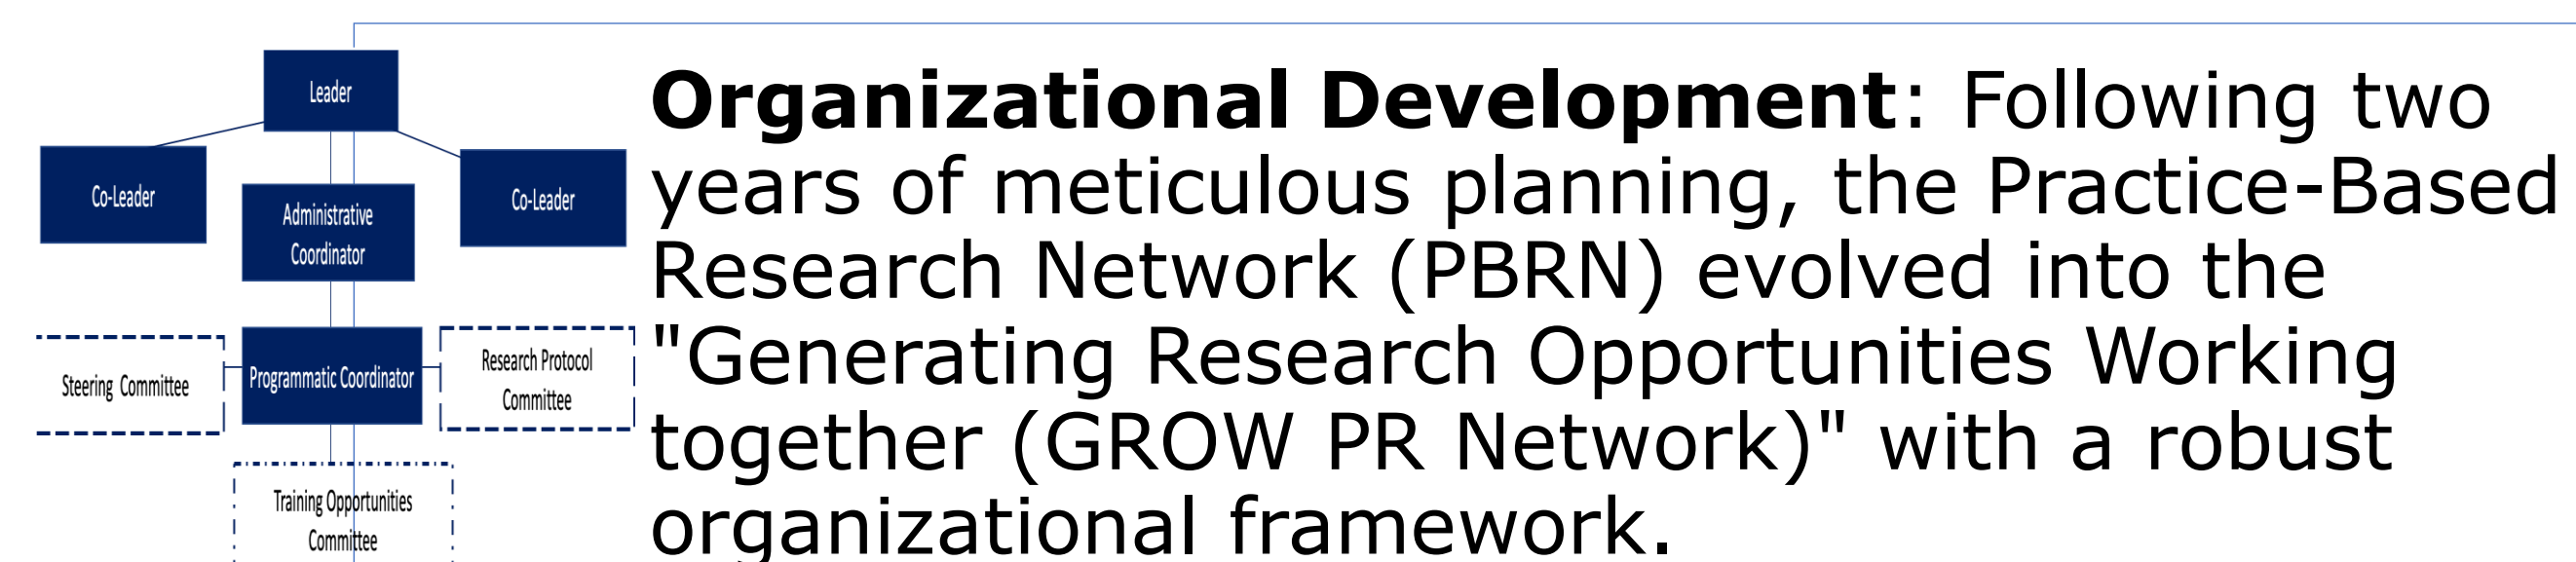 Leader
Co-Leader
Administrative
Coordinator
Co-Leader
Steering Committee
Programmatic Coordinator
Research Protocol
Committee
Training Opportunities
Committee
Organizational Development: Following two
years of meticulous planning, the Practice-Based
Research Network (PBRN) evolved into the
"Generating Research Opportunities Working
together (GROW PR Network)" with a robust
organizational framework.